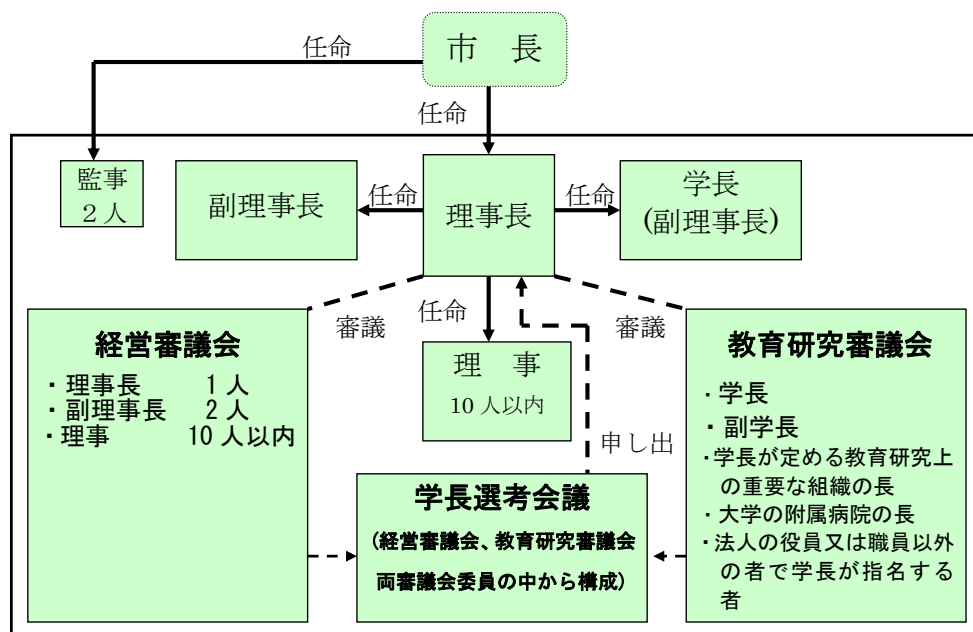 市　長
任命
任命
監事
２人
副理事長
任命
理事長
任命
学長
(副理事長)
審議
任命
審議
経営審議会
・理事長　　　1 人
・副理事長　　2 人
・理事　　　10 人以内
理　事
10 人以内
申し出
教育研究審議会
・学長
・副学長
・学長が定める教育研究上
の重要な組織の長
・大学の附属病院の長
・法人の役員又は職員以外
の者で学長が指名する
者
学長選考会議
(経営審議会、教育研究審議会
両審議会委員の中から構成)